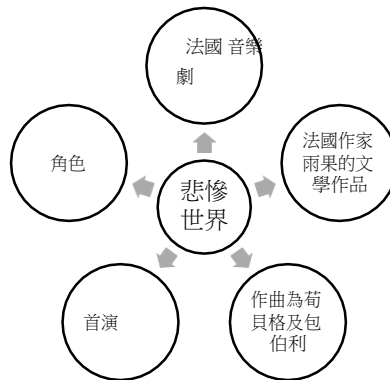 法國 音樂
劇
角色
法國作家
雨果的文
學作品
悲慘
世界
首演
作曲為荀
貝格及包
伯利